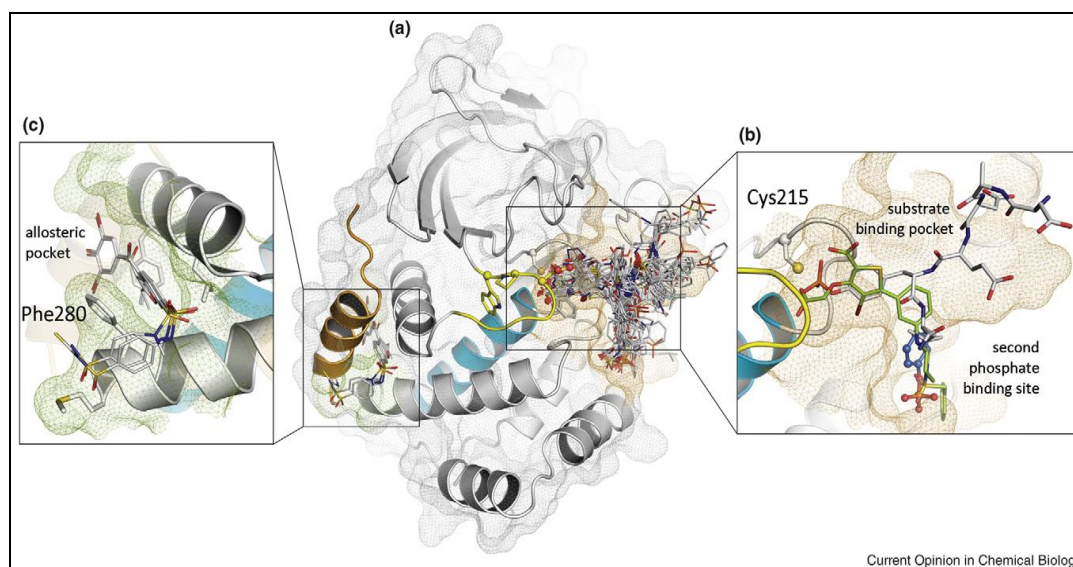 (a)
(c)
allosteric
pocket
Phe280
(b)
Cys215
substrate
binding pocket
second
phosphate
binding site
Current Opinion in Chemical Biolog